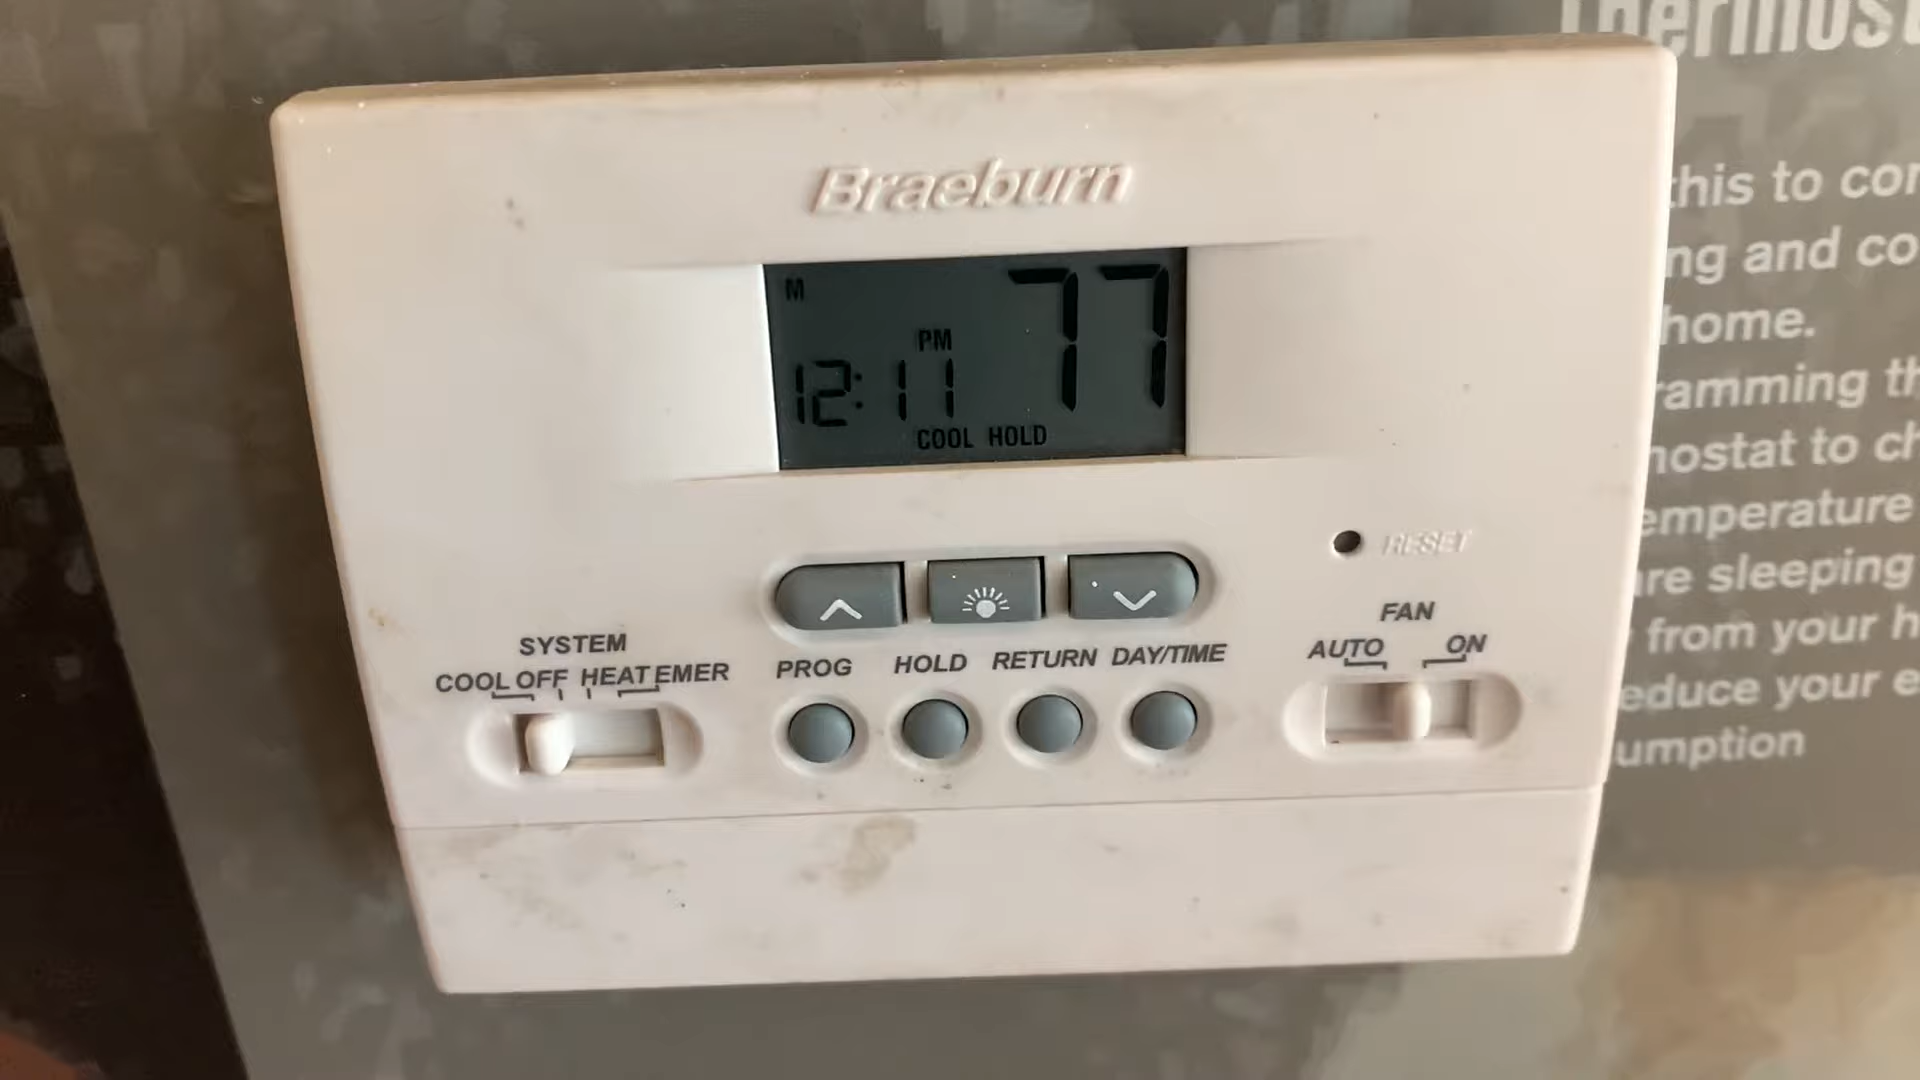 Thermost
Braeburn
M
77
PM
12:11
COOL HOLD
this to con
ng and co
home.
ramming th
nostat to ch
emperature
re sleeping
from your h
educe your e
umption
RESET
FAN
AUTO ON
SYSTEM
COOL OFF HEAT EMER
PROG HOLD RETURN DAY/TIME